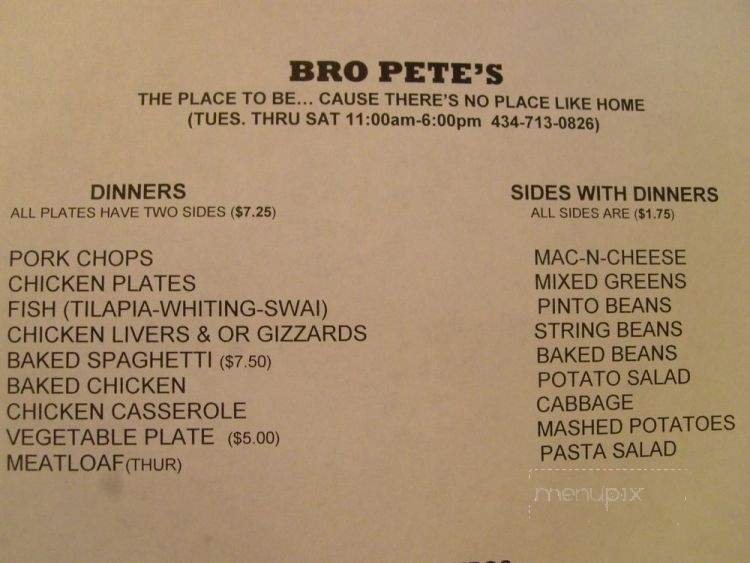 BRO PETE'S
THE PLACE TO BE... CAUSE THERE'S NO PLACE LIKE HOME
(TUES. THRU SAT 11:00am-6:00pm 434-713-0826)
DINNERS
ALL PLATES HAVE TWO SIDES ($7.25)
PORK CHOPS
CHICKEN PLATES
FISH (TILAPIA-WHITING-SWAI)
CHICKEN LIVERS & OR GIZZARDS
BAKED SPAGHETTI ($7.50)
BAKED CHICKEN
CHICKEN CASSEROLE
VEGETABLE PLATE ($5.00)
MEATLOAF(THUR)
SIDES WITH DINNERS
ALL SIDES ARE ($1.75)
MAC-N-CHEESE
MIXED GREENS
PINTO BEANS
STRING BEANS
BAKED BEANS
POTATO SALAD
CABBAGE
MASHED POTATOES
PASTA SALAD
menupix